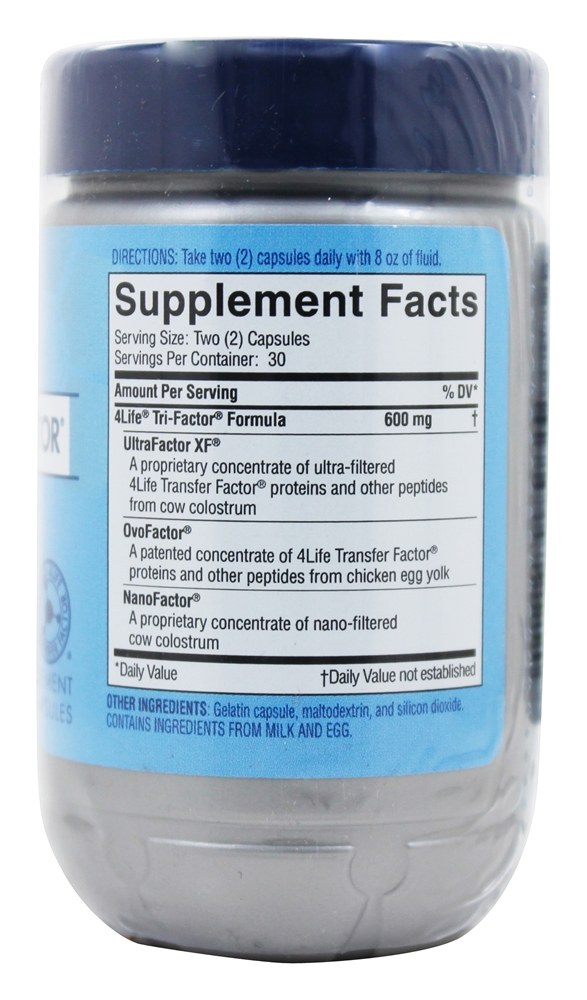 DIRECTIONS: Take two (2) capsules daily with 8 oz of fluid.
Supplement Facts
Serving Size: Two (2) Capsules
Servings Per Container: 30
Amount Per Serving % DV*
4Life® Tri-Factor® Formula 600 mg †
UltraFactor XF®
A proprietary concentrate of ultra-filtered
4Life Transfer Factor® proteins and other peptides
from cow colostrum
OvoFactor®
A patented concentrate of 4Life Transfer Factor®
proteins and other peptides from chicken egg yolk
NanoFactor®
A proprietary concentrate of nano-filtered
cow colostrum
*Daily Value †Daily Value not established
OTHER INGREDIENTS: Gelatin capsule, maltodextrin, and silicon dioxide.
CONTAINS INGREDIENTS FROM MILK AND EGG.